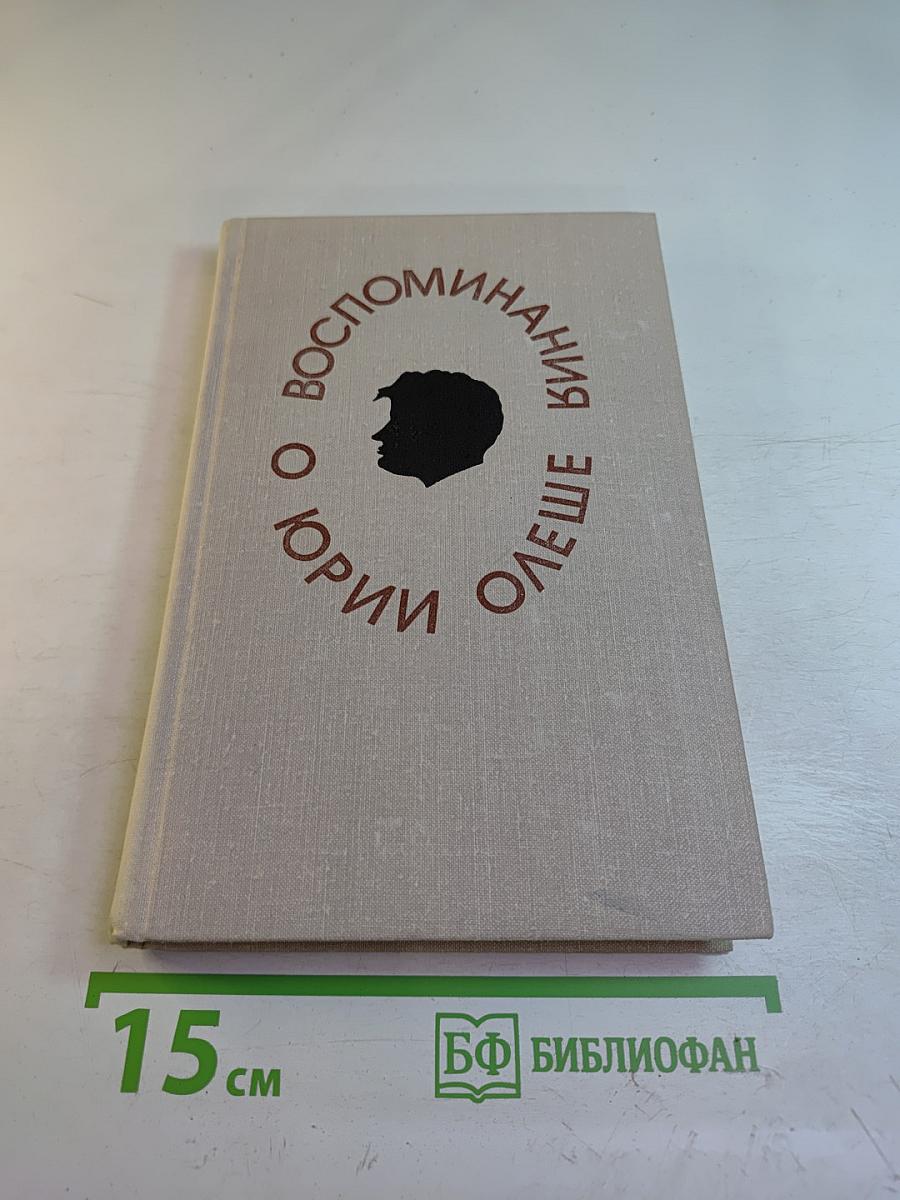 ВОСПОМИНАНИЯ
О ЮРИИ ОЛЕШЕ
15 см
БФ БИБЛИОФАН